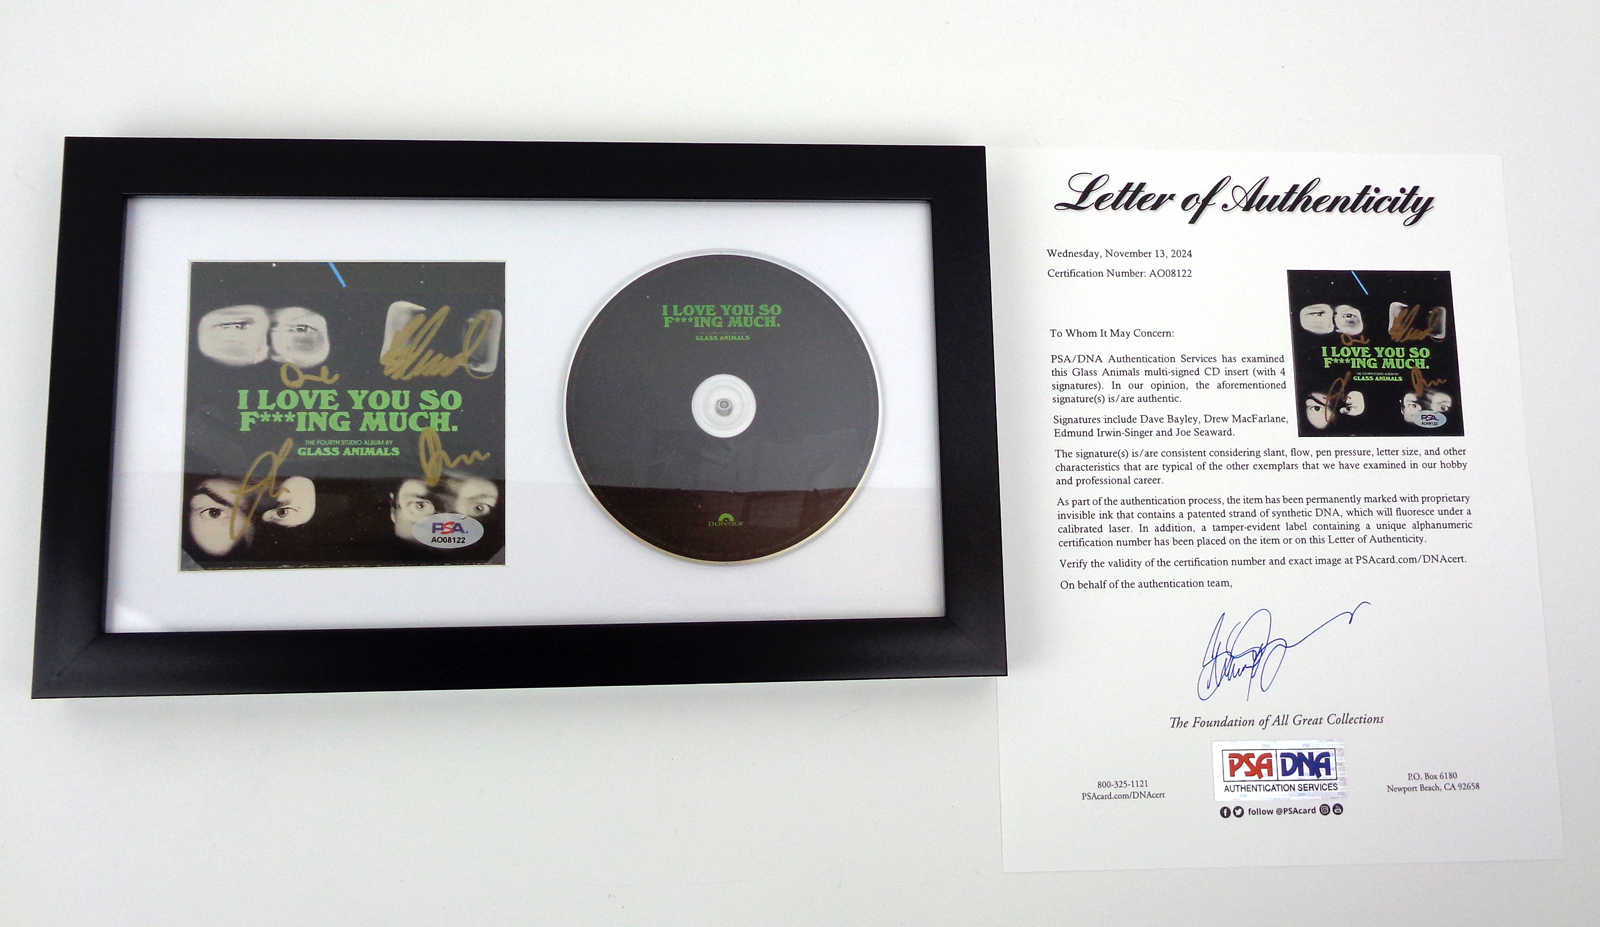 I LOVE YOU SO
F***ING MUCH.
THE FOURTH STUDIO ALBUM BY
GLASS ANIMALS
PSA
AO08122
I LOVE YOU SO
F***ING MUCH.
GLASS ANIMALS
Polydor
Letter of Authenticity
Wednesday, November 13, 2024
Certification Number: AO08122
To Whom It May Concern:
PSA/DNA Authentication Services has examined
this Glass Animals multi-signed CD insert (with 4
signatures). In our opinion, the aforementioned
signature(s) is/are authentic.
Signatures include Dave Bayley, Drew MacFarlane,
Edmund Irwin-Singer and Joe Seaward.
I LOVE YOU SO
F***ING MUCH.
THE FOURTH STUDIO ALBUM BY
GLASS ANIMALS
PSA
AO08122
The signature(s) is/are consistent considering slant, flow, pen pressure, letter size, and other
characteristics that are typical of the other exemplars that we have examined in our hobby
and professional career.
As part of the authentication process, the item has been permanently marked with proprietary
invisible ink that contains a patented strand of synthetic DNA, which will fluoresce under a
calibrated laser. In addition, a tamper-evident label containing a unique alphanumeric
certification number has been placed on the item or on this Letter of Authenticity.
Verify the validity of the certification number and exact image at PSAcard.com/DNAcert.
On behalf of the authentication team,
The Foundation of All Great Collections
PSA DNA
AUTHENTICATION SERVICES
800-325-1121
PSAcard.com/DNAcert
P.O. Box 6180
Newport Beach, CA 92658
follow @PSAcard